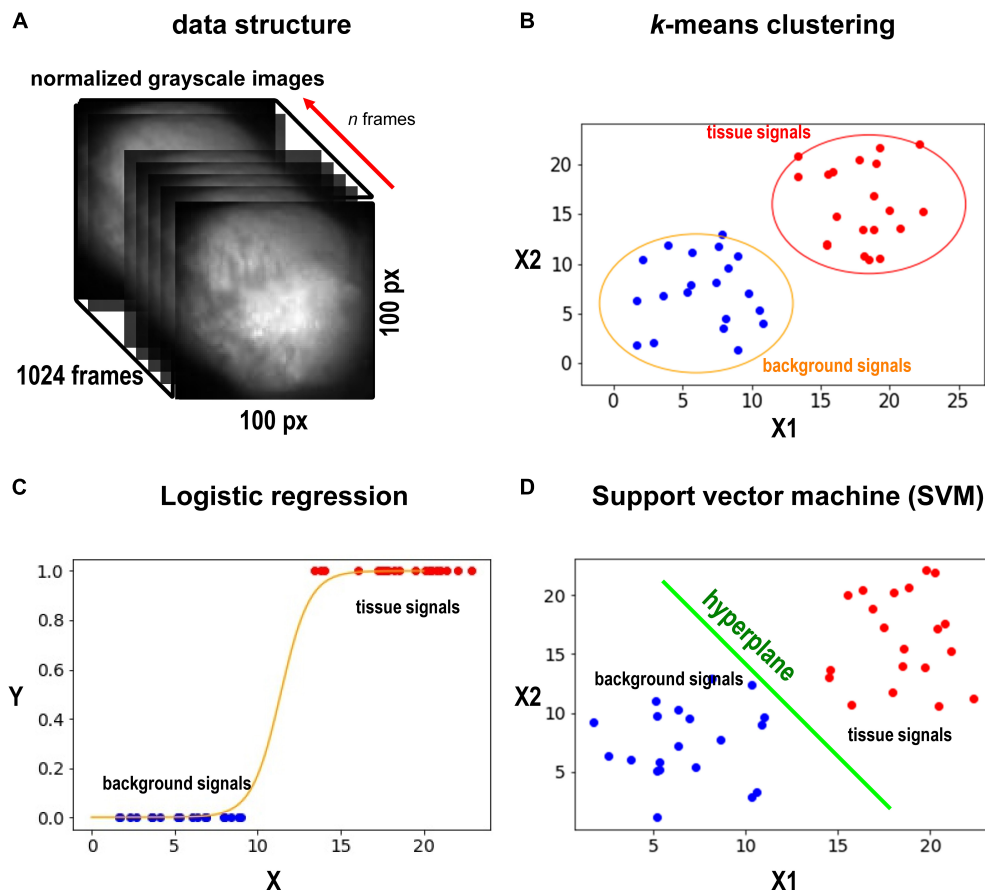 A
data structure
normalized grayscale images
n frames
100 px
1024 frames
100 px
B
k-means clustering
tissue signals
20
15
X2
10
5
0
background signals
0 5 10 15 20 25
X1
C
Logistic regression
1.0
tissue signals
0.8
Y
0.6
0.4
0.2
background signals
0.0
0 5 10 15 20
X
D
Support vector machine (SVM)
hyperplane
20
background signals
15
X2
10
tissue signals
5
5 10 15 20
X1